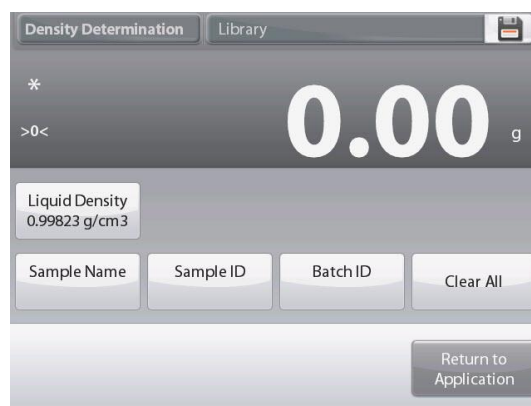 Density Determination Library
*
0.00 g
>0<
Liquid Density
0.99823 g/cm3
Sample Name Sample ID Batch ID Clear All
Return to
Application